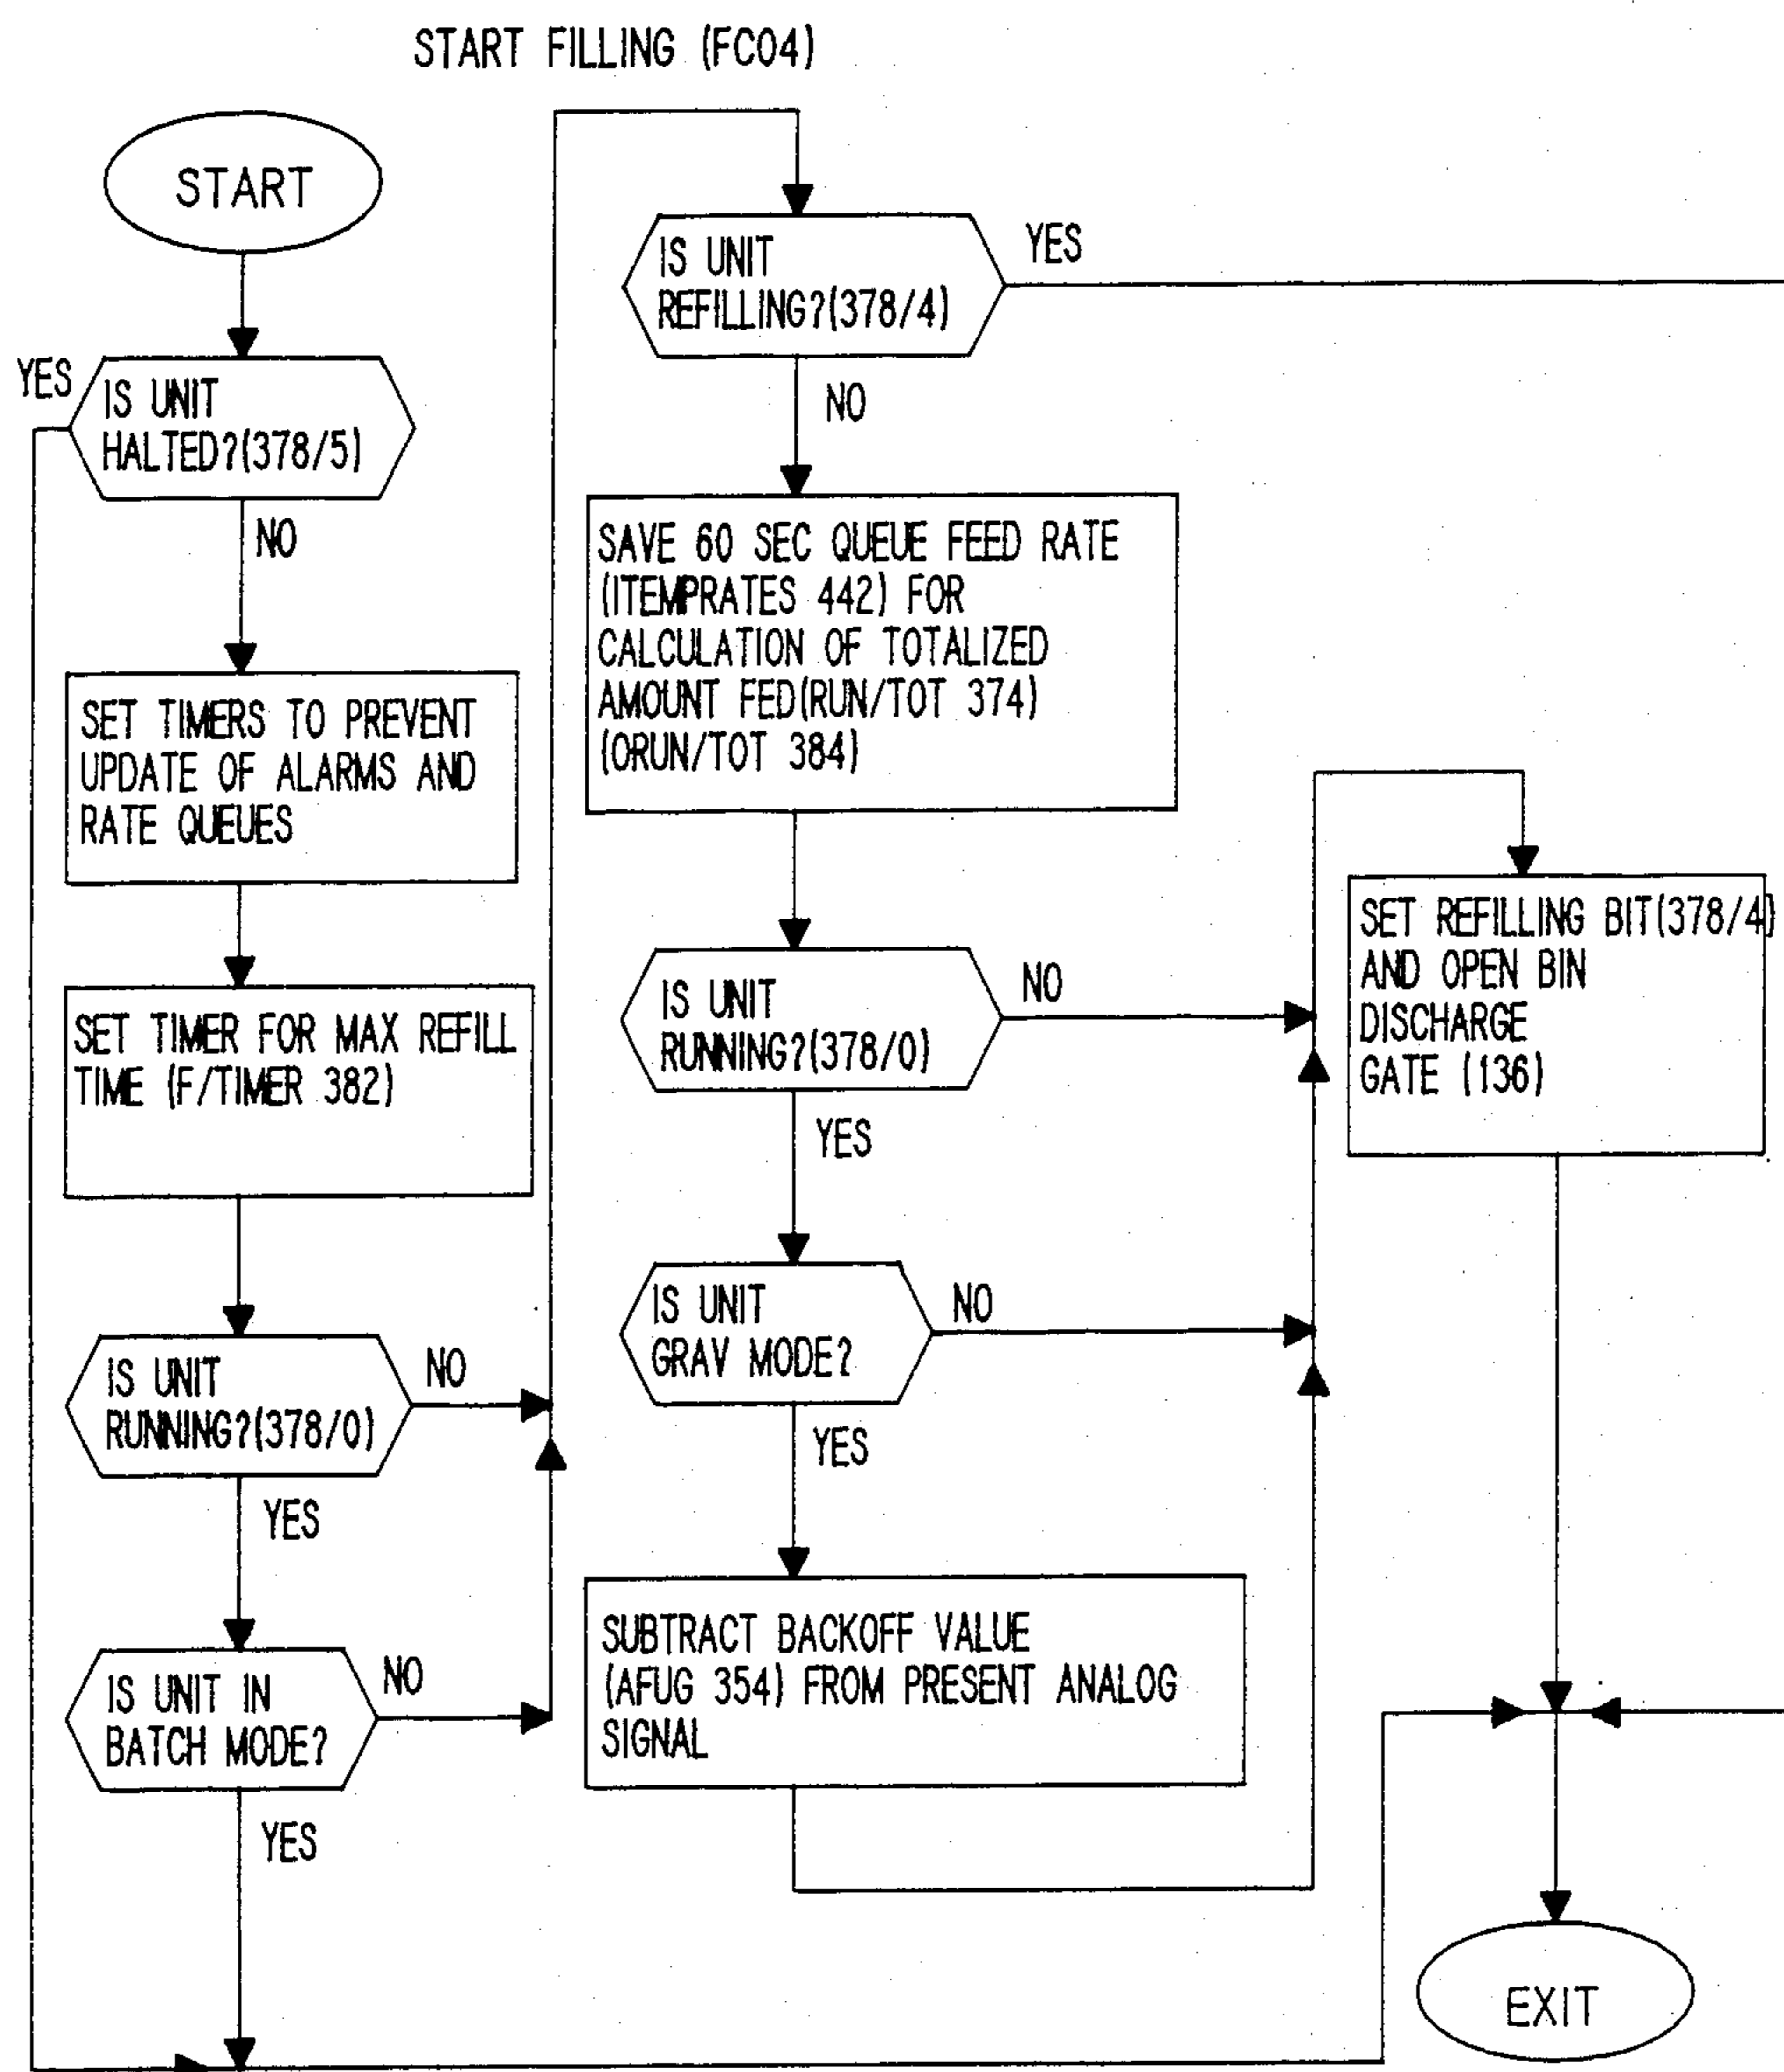 START FILLING (FC04)
START
YES
IS UNIT
HALTED?(378/5)
NO
SET TIMERS TO PREVENT
UPDATE OF ALARMS AND
RATE QUEUES
SET TIMER FOR MAX REFILL
TIME (F/TIMER 382)
IS UNIT
RUNNING?(378/0)
NO
YES
IS UNIT IN
BATCH MODE?
NO
YES
IS UNIT
REFILLING?(378/4)
YES
NO
SAVE 60 SEC QUEUE FEED RATE
(ITEMPRATES 442) FOR
CALCULATION OF TOTALIZED
AMOUNT FED(RUN/TOT 374)
(ORUN/TOT 384)
IS UNIT
RUNNING?(378/0)
NO
YES
IS UNIT
GRAV MODE?
NO
YES
SUBTRACT BACKOFF VALUE
(AFUG 354) FROM PRESENT ANALOG
SIGNAL
SET REFILLING BIT(378/4)
AND OPEN BIN
DISCHARGE
GATE (136)
EXIT